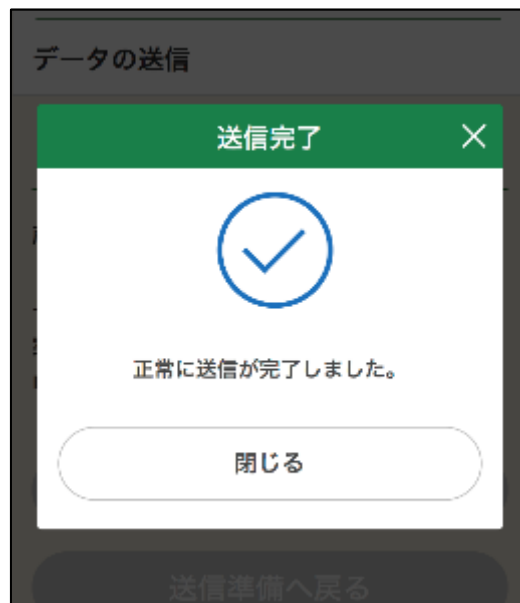 データの送信
送信完了
正常に送信が完了しました。
閉じる
送信準備へ戻る